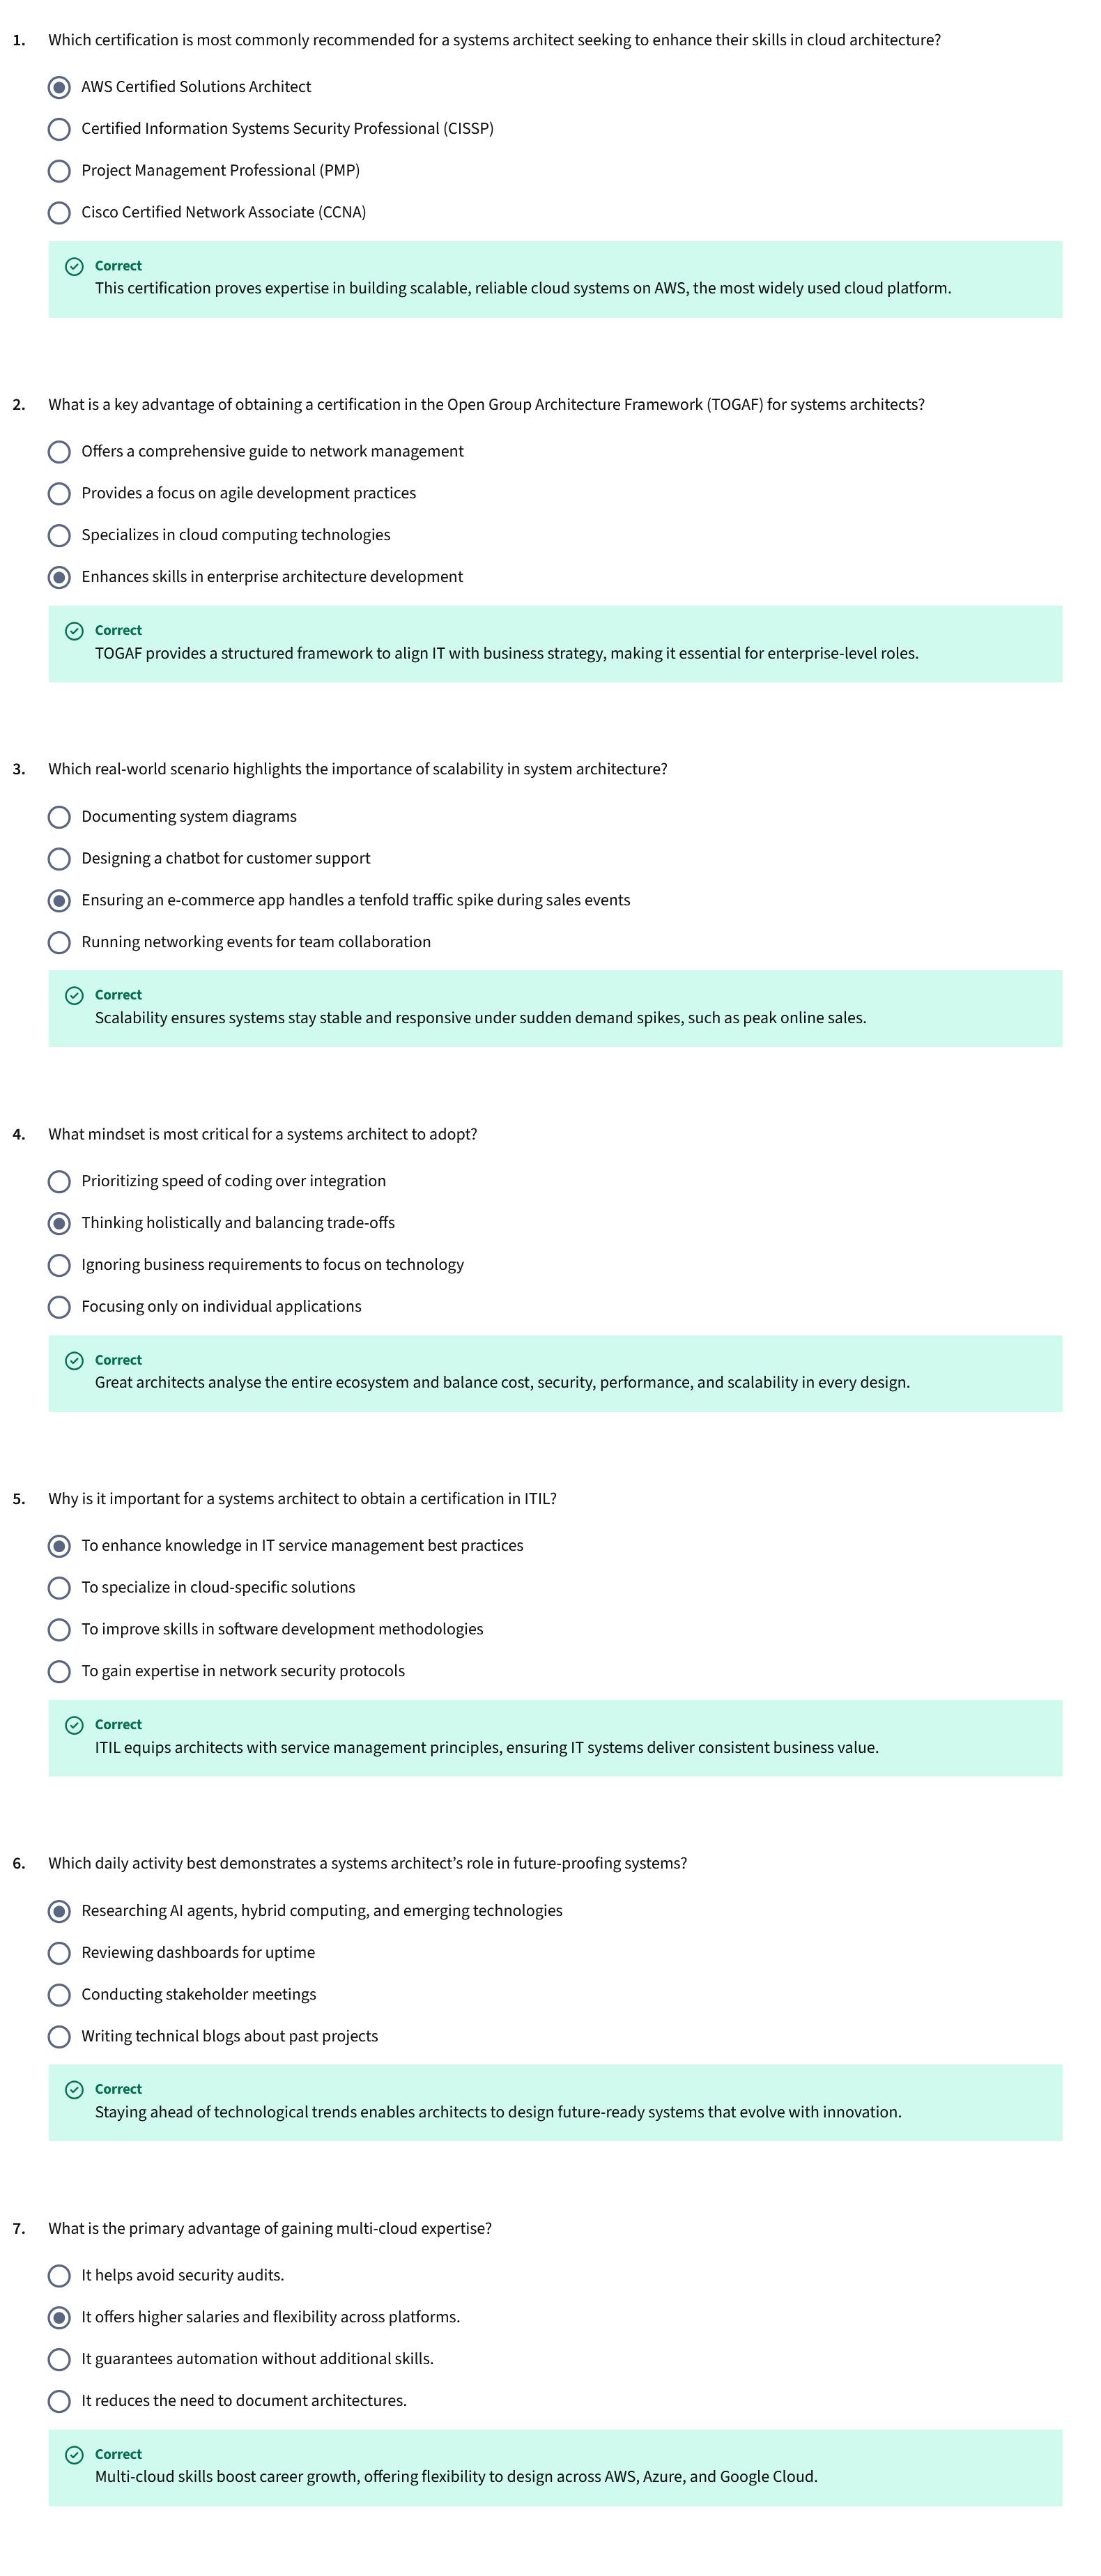 1. Which certification is most commonly recommended for a systems architect seeking to enhance their skills in cloud architecture?
AWS Certified Solutions Architect
Certified Information Systems Security Professional (CISSP)
Project Management Professional (PMP)
Cisco Certified Network Associate (CCNA)
Correct
This certification proves expertise in building scalable, reliable cloud systems on AWS, the most widely used cloud platform.
2. What is a key advantage of obtaining a certification in the Open Group Architecture Framework (TOGAF) for systems architects?
Offers a comprehensive guide to network management
Provides a focus on agile development practices
Specializes in cloud computing technologies
Enhances skills in enterprise architecture development
Correct
TOGAF provides a structured framework to align IT with business strategy, making it essential for enterprise-level roles.
3. Which real-world scenario highlights the importance of scalability in system architecture?
Documenting system diagrams
Designing a chatbot for customer support
Ensuring an e-commerce app handles a tenfold traffic spike during sales events
Running networking events for team collaboration
Correct
Scalability ensures systems stay stable and responsive under sudden demand spikes, such as peak online sales.
4. What mindset is most critical for a systems architect to adopt?
Prioritizing speed of coding over integration
Thinking holistically and balancing trade-offs
Ignoring business requirements to focus on technology
Focusing only on individual applications
Correct
Great architects analyse the entire ecosystem and balance cost, security, performance, and scalability in every design.
5. Why is it important for a systems architect to obtain a certification in ITIL?
To enhance knowledge in IT service management best practices
To specialize in cloud-specific solutions
To improve skills in software development methodologies
To gain expertise in network security protocols
Correct
ITIL equips architects with service management principles, ensuring IT systems deliver consistent business value.
6. Which daily activity best demonstrates a systems architect’s role in future-proofing systems?
Researching AI agents, hybrid computing, and emerging technologies
Reviewing dashboards for uptime
Conducting stakeholder meetings
Writing technical blogs about past projects
Correct
Staying ahead of technological trends enables architects to design future-ready systems that evolve with innovation.
7. What is the primary advantage of gaining multi-cloud expertise?
It helps avoid security audits.
It offers higher salaries and flexibility across platforms.
It guarantees automation without additional skills.
It reduces the need to document architectures.
Correct
Multi-cloud skills boost career growth, offering flexibility to design across AWS, Azure, and Google Cloud.